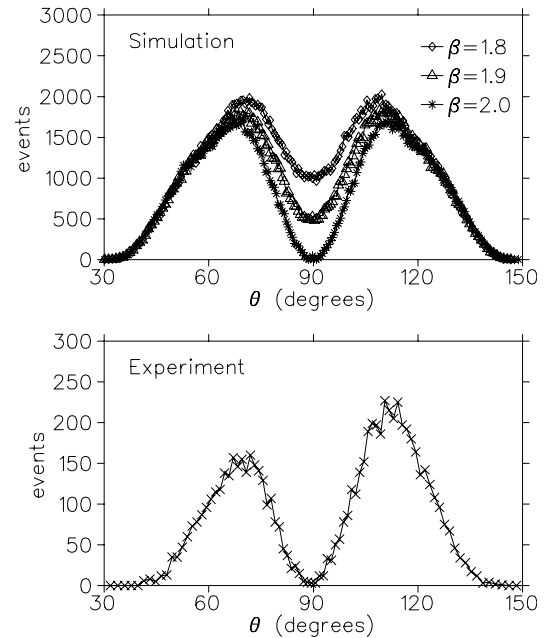 3000
2500
2000
1500
1000
500
0
events
Simulation
β=1.8
β=1.9
β=2.0
30 60 90 120 150
θ (degrees)
300
250
200
150
100
50
0
events
Experiment
30 60 90 120 150
θ (degrees)